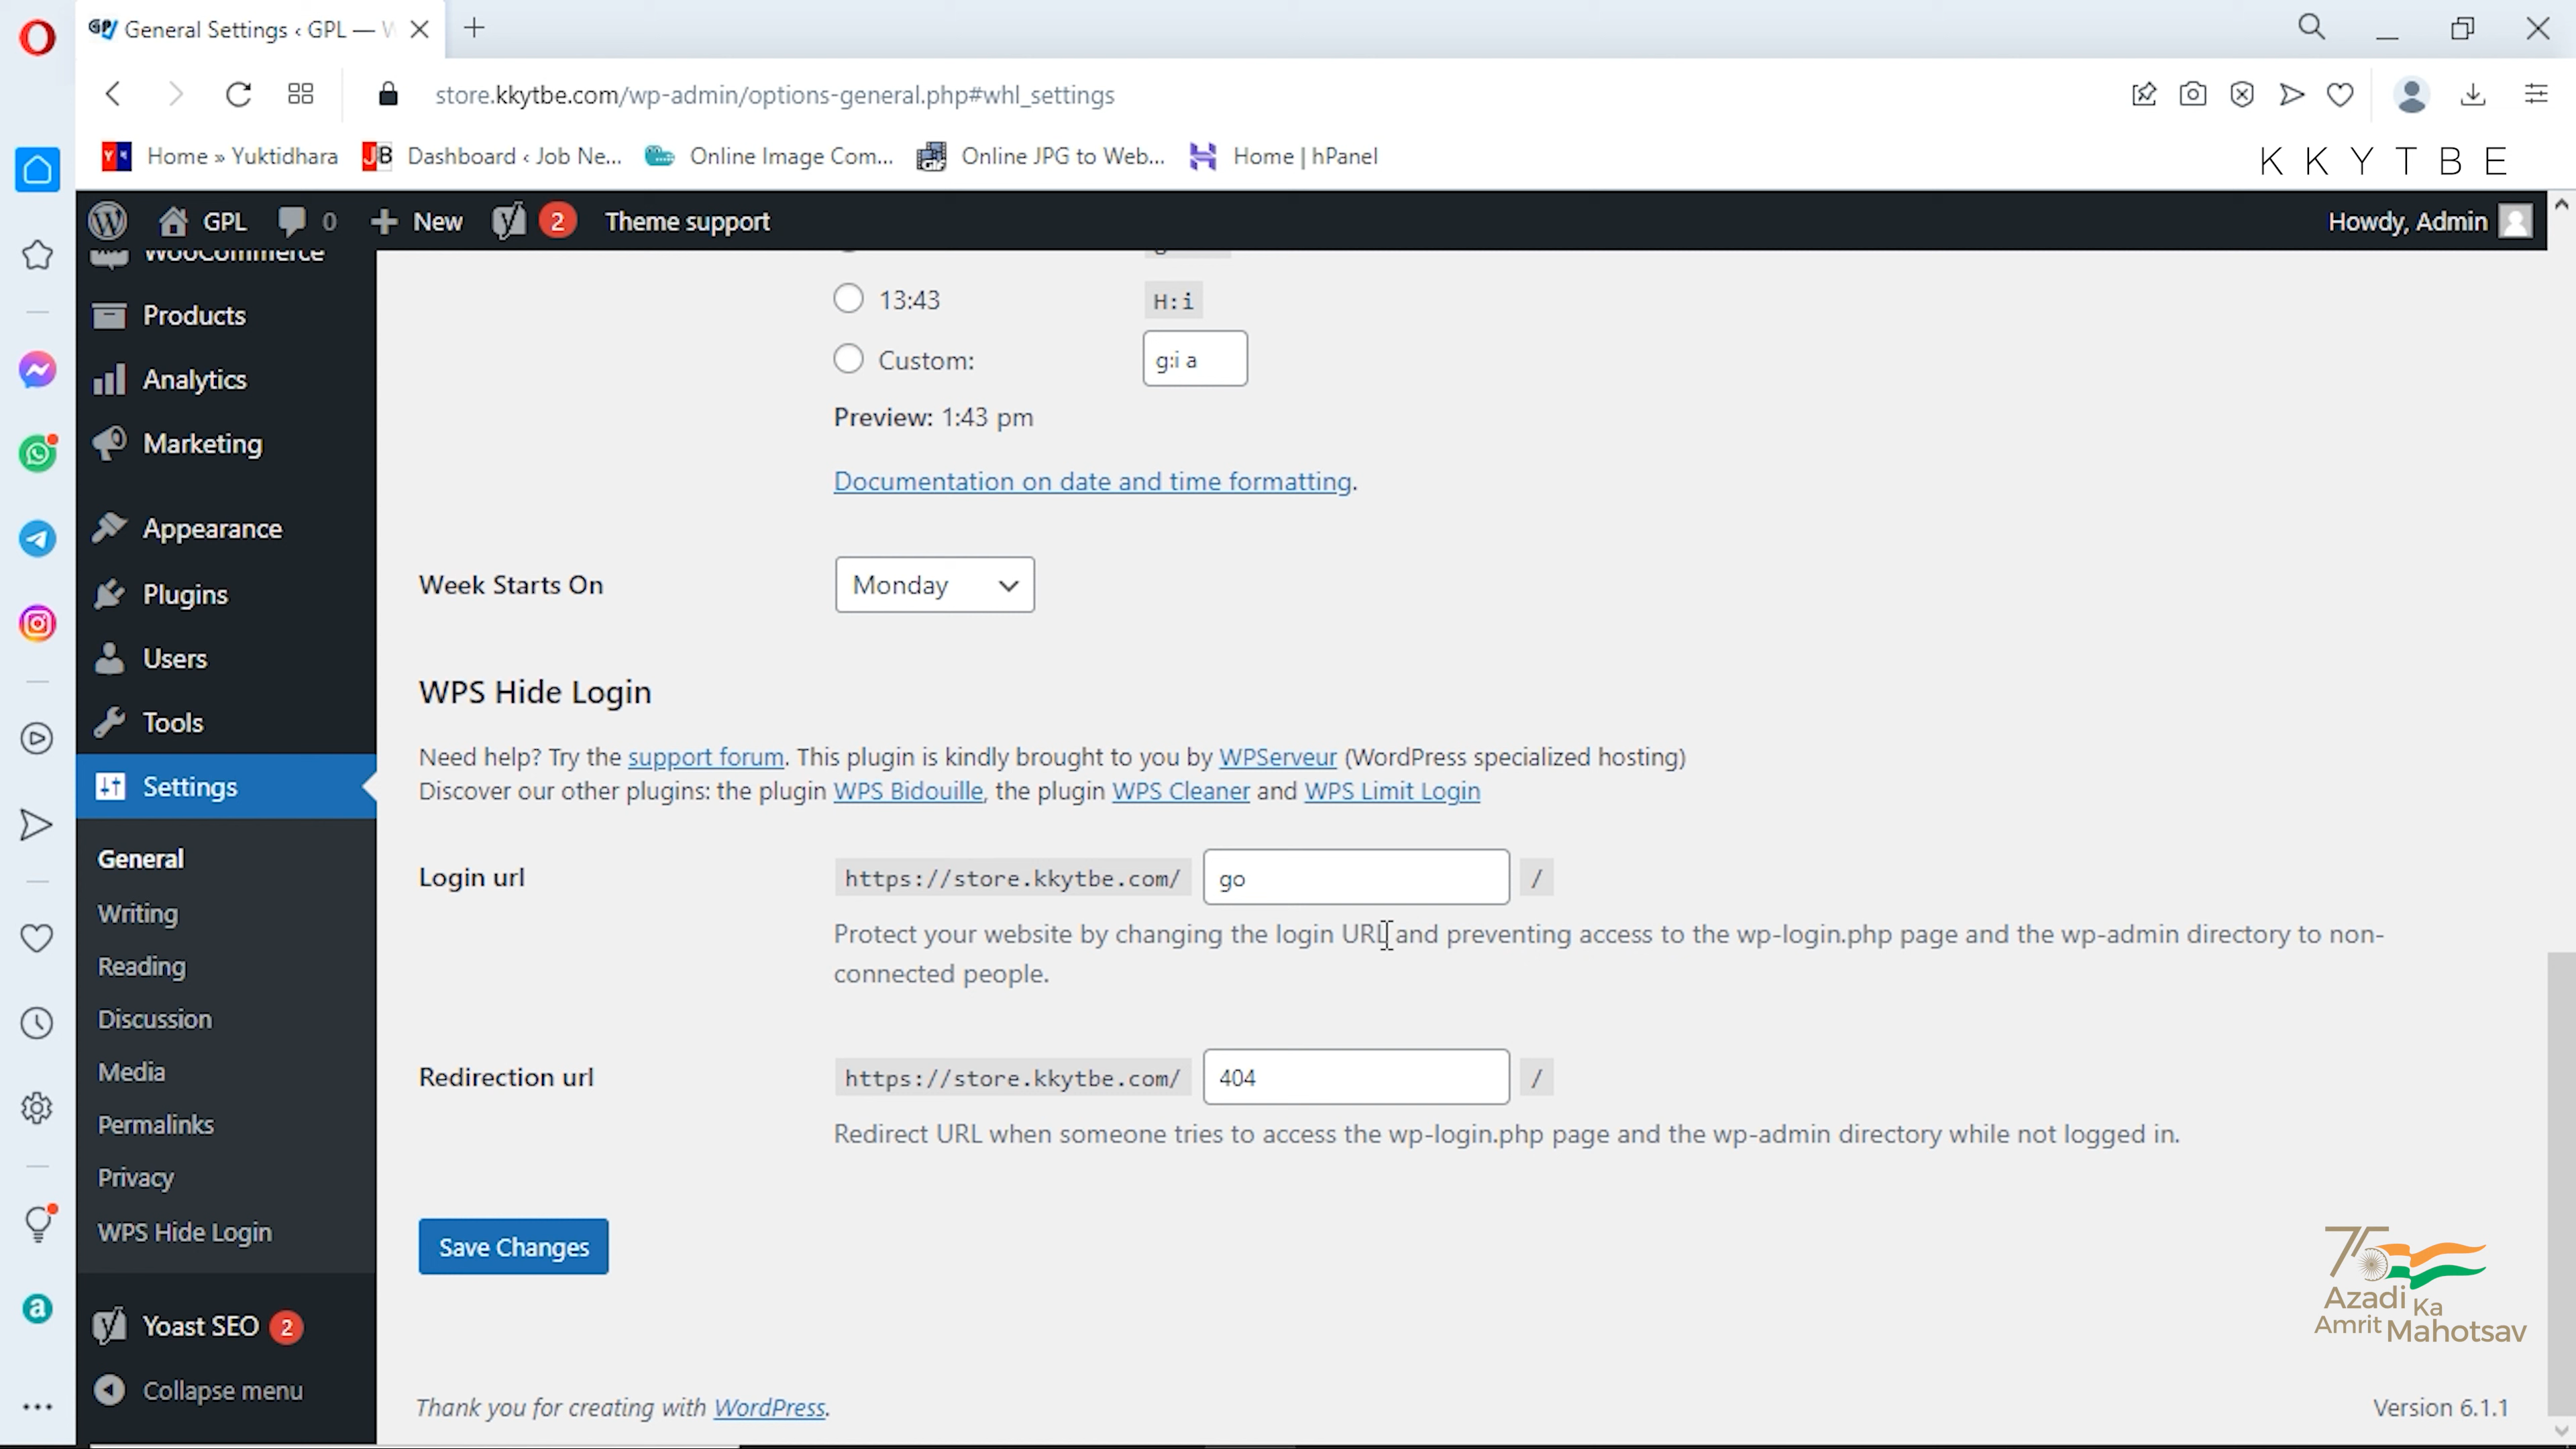 General Settings ‹ GPL — W
store.kkytbe.com/wp-admin/options-general.php#whl_settings
Home » Yuktidhara
Dashboard ‹ Job Ne...
Online Image Com...
Online JPG to Web...
Home | hPanel
KKYTBE
GPL
0
New
2
Theme support
Howdy, Admin
WooCommerce
Products
Analytics
Marketing
Appearance
Plugins
Users
Tools
Settings
General
Writing
Reading
Discussion
Media
Permalinks
Privacy
WPS Hide Login
Yoast SEO 2
Collapse menu
13:43 H:i
Custom: g:i a
Preview: 1:43 pm
Documentation on date and time formatting.
Week Starts On Monday
WPS Hide Login
Need help? Try the support forum. This plugin is kindly brought to you by WPServeur (WordPress specialized hosting)
Discover our other plugins: the plugin WPS Bidouille, the plugin WPS Cleaner and WPS Limit Login
Login url https://store.kkytbe.com/ go /
Protect your website by changing the login URL and preventing access to the wp-login.php page and the wp-admin directory to non-
connected people.
Redirection url https://store.kkytbe.com/ 404 /
Redirect URL when someone tries to access the wp-login.php page and the wp-admin directory while not logged in.
Save Changes
75
Azadi Ka
Amrit Mahotsav
Thank you for creating with WordPress.
Version 6.1.1